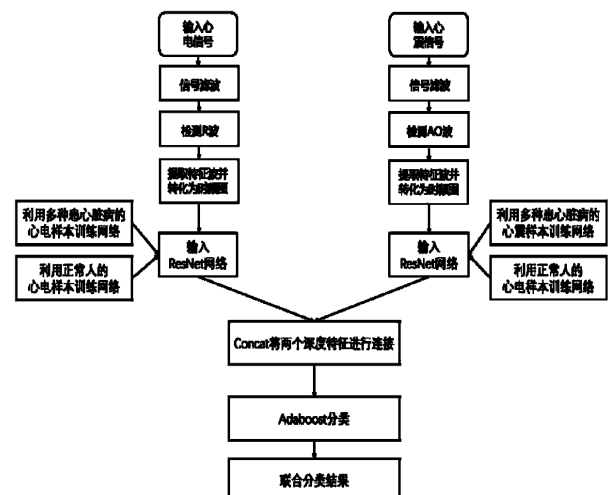 输入心
电信号
输入心
震信号
信号滤波
信号滤波
检测R波
检测AO波
提取特征波并
转化为时频图
提取特征波并
转化为时频图
利用多种患心脏病的
心电样本训练网络
输入
ResNet网络
利用正常人的
心电样本训练网络
输入
ResNet网络
利用多种患心脏病的
心震样本训练网络
利用正常人的
心电样本训练网络
Concat将两个深度特征进行连接
Adaboost分类
联合分类结果